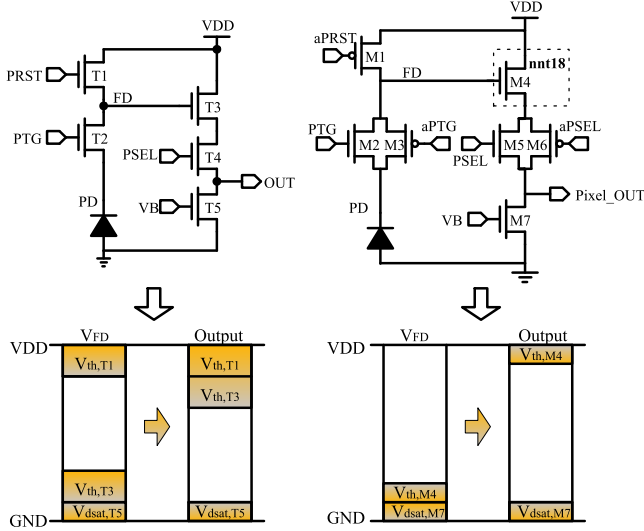 VDD
PRST
T1
FD
T3
PTG
T2
PSEL
T4
OUT
PD
VB
T5
VDD
aPRST
M1
FD
nnt18
M4
PTG
M2
M3
aPTG
PSEL
M5
M6
aPSEL
PD
Pixel_OUT
VB
M7
VFD
Output
VDD
Vth,T1
Vth,T1
Vth,T3
Vth,T3
Vdsat,T5
Vdsat,T5
GND
VFD
Output
VDD
Vth,M4
Vth,M4
Vdsat,M7
Vdsat,M7
GND